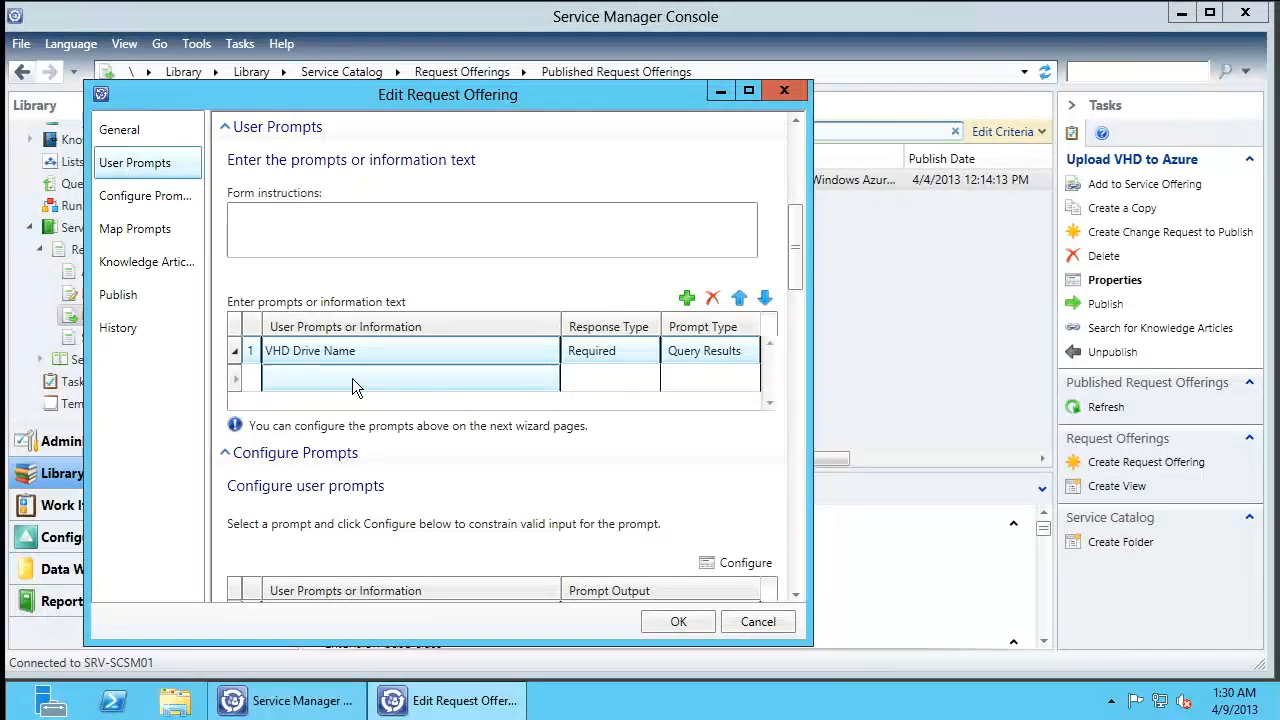 Service Manager Console
File Language View Go Tools Tasks Help
\ Library Library Service Catalog Request Offerings Published Request Offerings
Library
Edit Request Offering
Tasks
General
User Prompts
Configure Prom...
Map Prompts
Knowledge Artic...
Publish
History
Lists
Serv
Admini
Library
Work It
Configu
Data W
Report
User Prompts
Enter the prompts or information text
Form instructions:
Enter prompts or information text
User Prompts or Information Response Type Prompt Type
1 VHD Drive Name Required Query Results
You can configure the prompts above on the next wizard pages.
Configure Prompts
Configure user prompts
Select a prompt and click Configure below to constrain valid input for the prompt.
Configure
User Prompts or Information Prompt Output
OK Cancel
Edit Criteria
Publish Date
Windows Azur... 4/4/2013 12:14:13 PM
Upload VHD to Azure
Add to Service Offering
Create a Copy
Create Change Request to Publish
Delete
Properties
Publish
Search for Knowledge Articles
Unpublish
Published Request Offerings
Refresh
Request Offerings
Create Request Offering
Create View
Service Catalog
Create Folder
Connected to SRV-SCSM01
Service Manager ... Edit Request Offer...
1:30 AM
4/9/2013